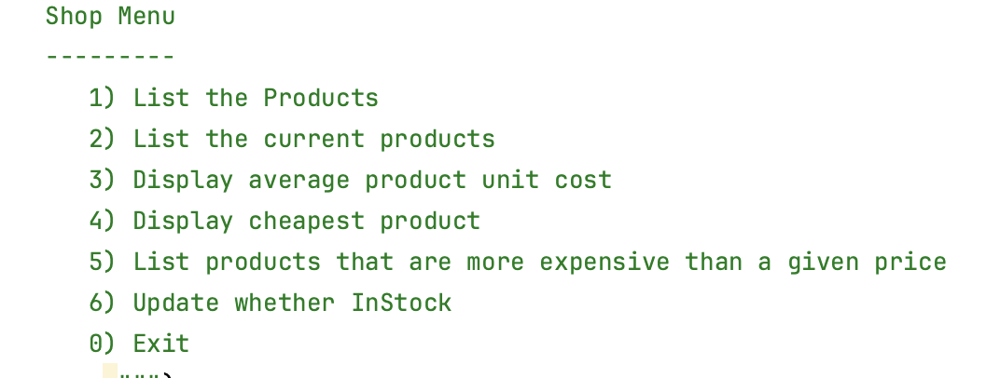 Shop Menu
---------
1) List the Products
2) List the current products
3) Display average product unit cost
4) Display cheapest product
5) List products that are more expensive than a given price
6) Update whether InStock
0) Exit
""")